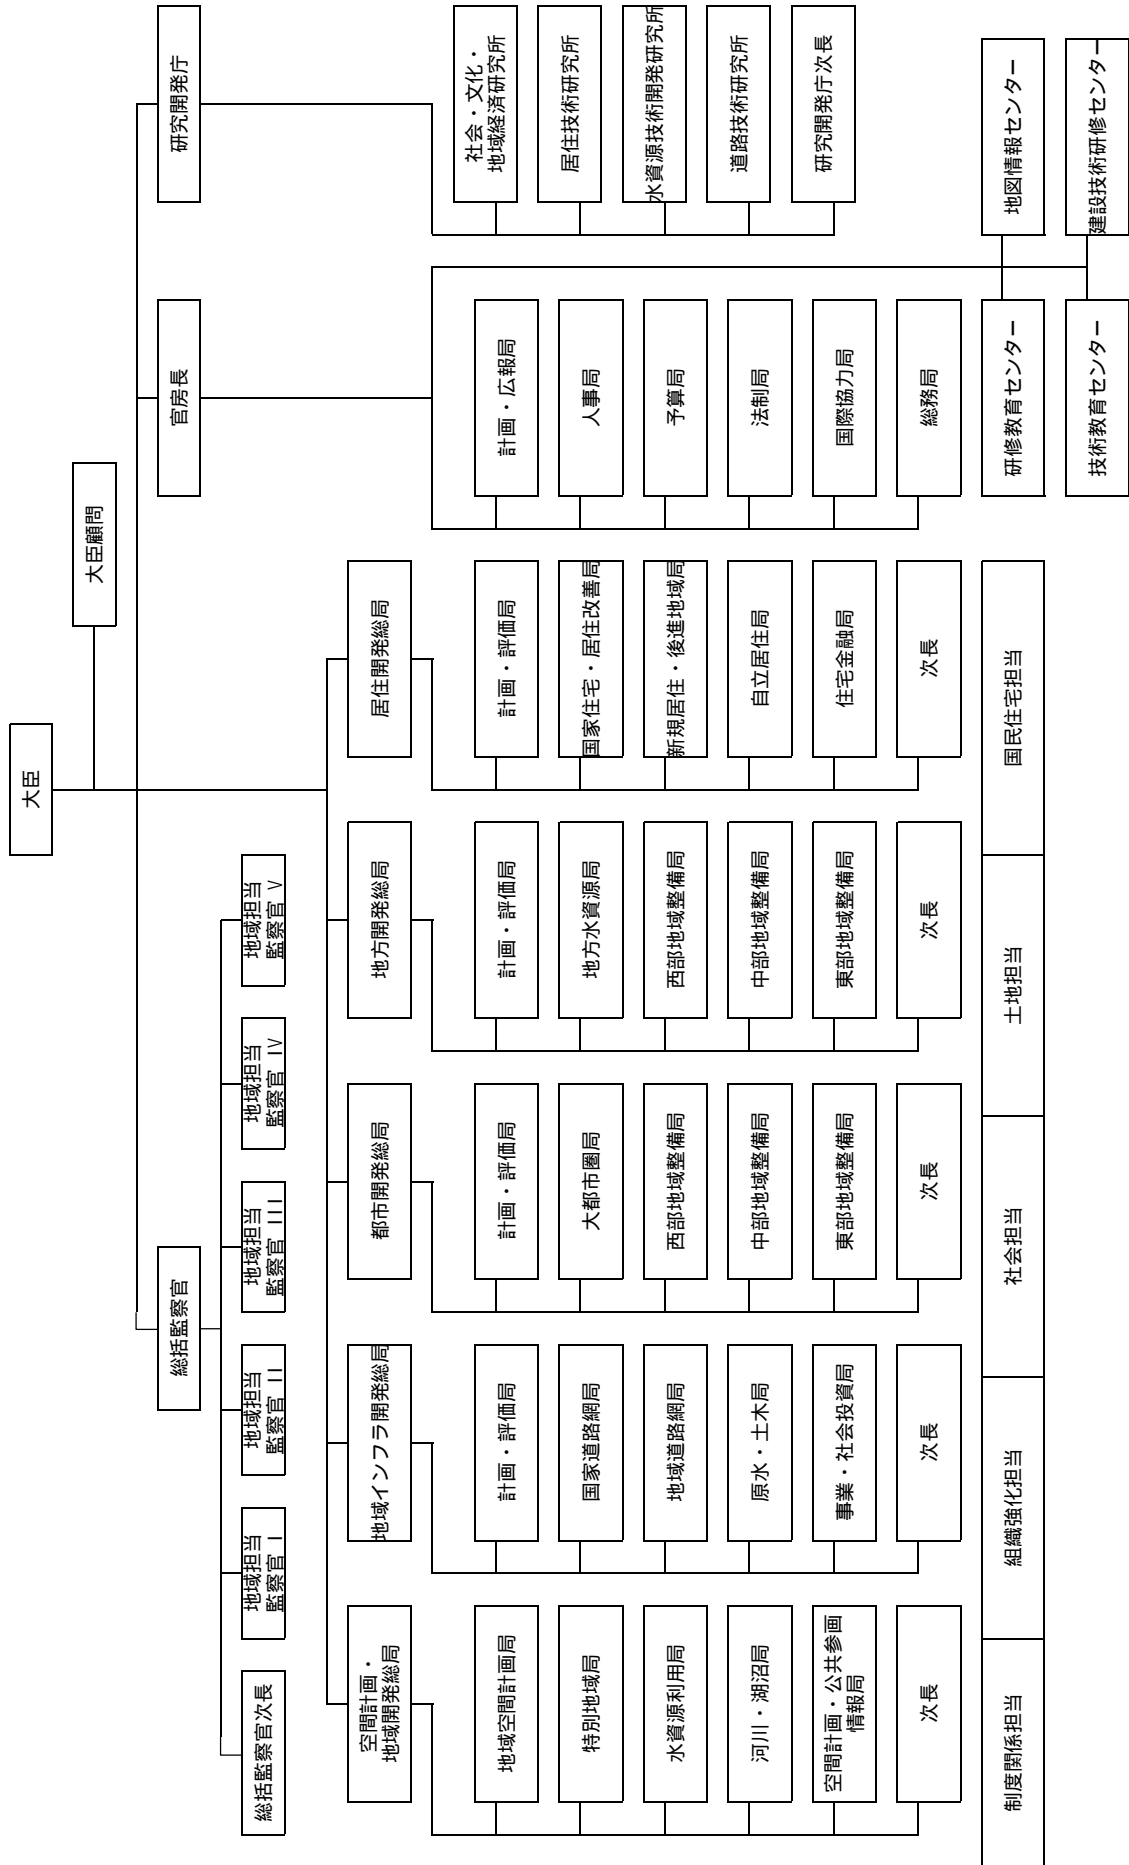 大臣
大臣顧問
総括監察官
官房長
研究開発庁
総括監察官次長
地域担当
監察官 I
地域担当
監察官 II
地域担当
監察官 III
地域担当
監察官 IV
地域担当
監察官 V
空間計画・
地域開発総局
地域インフラ開発総局
都市開発総局
地方開発総局
居住開発総局
地域空間計画局
特別地域局
水資源利用局
河川・湖沼局
空間計画・公共参画
情報局
次長
計画・評価局
国家道路網局
地域道路網局
原水・土木局
事業・社会投資局
次長
計画・評価局
大都市圏局
西部地域整備局
中部地域整備局
東部地域整備局
次長
計画・評価局
地方水資源局
西部地域整備局
中部地域整備局
東部地域整備局
次長
計画・評価局
国家住宅・居住改善局
新規居住・後進地域局
自立居住局
住宅金融局
次長
計画・広報局
人事局
予算局
法制局
国際協力局
総務局
社会・文化・
地域経済研究所
居住技術研究所
水資源技術開発研究所
道路技術研究所
研究開発庁次長
制度関係担当
組織強化担当
社会担当
土地担当
国民住宅担当
研修教育センター
地図情報センター
技術教育センター
建設技術研修センター